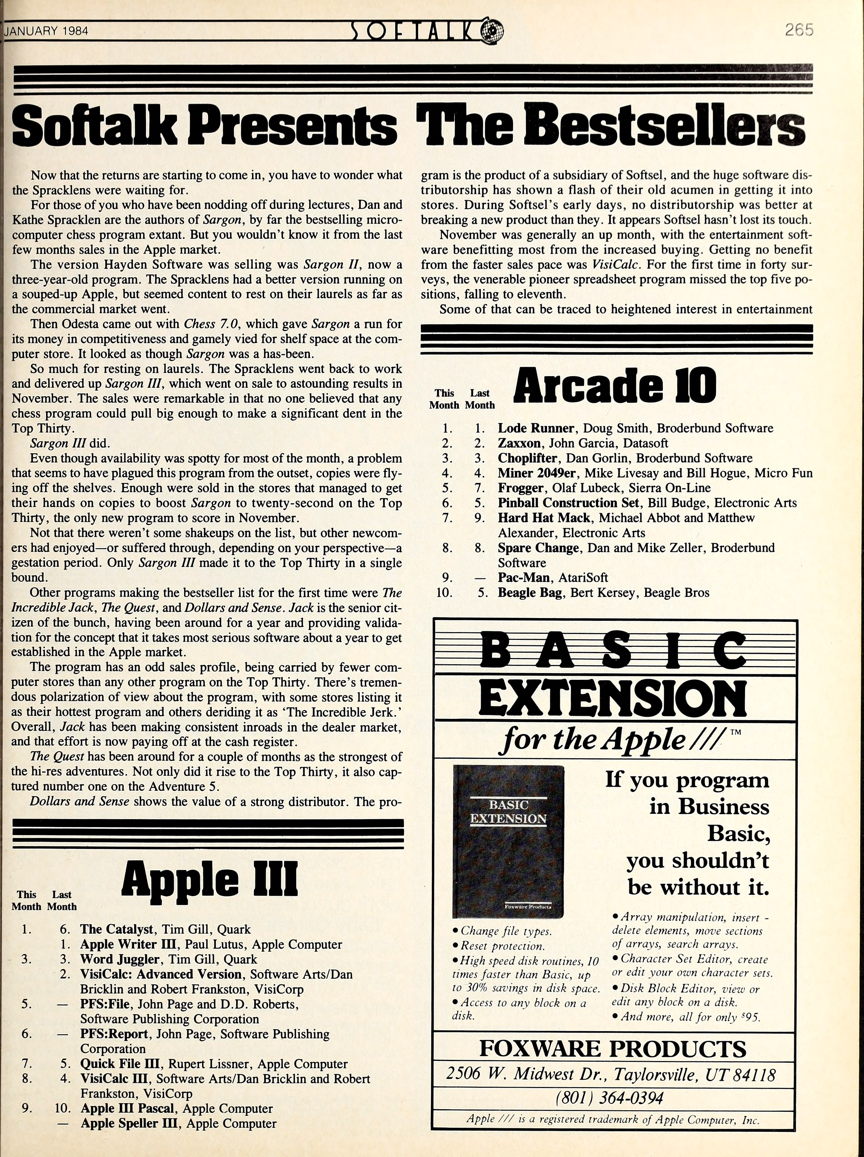 JANUARY 1984
SOFTALK
265
Softalk Presents The Bestsellers
Now that the returns are starting to come in, you have to wonder what
the Spracklens were waiting for.
For those of you who have been nodding off during lectures, Dan and
Kathe Spracklen are the authors of Sargon, by far the bestselling micro-
computer chess program extant. But you wouldn't know it from the last
few months sales in the Apple market.
The version Hayden Software was selling was Sargon II, now a
three-year-old program. The Spracklens had a better version running on
a souped-up Apple, but seemed content to rest on their laurels as far as
the commercial market went.
Then Odesta came out with Chess 7.0, which gave Sargon a run for
its money in competitiveness and gamely vied for shelf space at the com-
puter store. It looked as though Sargon was a has-been.
So much for resting on laurels. The Spracklens went back to work
and delivered up Sargon III, which went on sale to astounding results in
November. The sales were remarkable in that no one believed that any
chess program could pull big enough to make a significant dent in the
Top Thirty.
Sargon III did.
Even though availability was spotty for most of the month, a problem
that seems to have plagued this program from the outset, copies were fly-
ing off the shelves. Enough were sold in the stores that managed to get
their hands on copies to boost Sargon to twenty-second on the Top
Thirty, the only new program to score in November.
Not that there weren't some shakeups on the list, but other newcom-
ers had enjoyed—or suffered through, depending on your perspective—a
gestation period. Only Sargon III made it to the Top Thirty in a single
bound.
Other programs making the bestseller list for the first time were The
Incredible Jack, The Quest, and Dollars and Sense. Jack is the senior cit-
izen of the bunch, having been around for a year and providing valida-
tion for the concept that it takes most serious software about a year to get
established in the Apple market.
The program has an odd sales profile, being carried by fewer com-
puter stores than any other program on the Top Thirty. There's tremen-
dous polarization of view about the program, with some stores listing it
as their hottest program and others deriding it as 'The Incredible Jerk.'
Overall, Jack has been making consistent inroads in the dealer market,
and that effort is now paying off at the cash register.
The Quest has been around for a couple of months as the strongest of
the hi-res adventures. Not only did it rise to the Top Thirty, it also cap-
tured number one on the Adventure 5.
Dollars and Sense shows the value of a strong distributor. The pro-
gram is the product of a subsidiary of Softsel, and the huge software dis-
tributorship has shown a flash of their old acumen in getting it into
stores. During Softsel's early days, no distributorship was better at
breaking a new product than they. It appears Softsel hasn't lost its touch.
November was generally an up month, with the entertainment soft-
ware benefitting most from the increased buying. Getting no benefit
from the faster sales pace was VisiCalc. For the first time in forty sur-
veys, the venerable pioneer spreadsheet program missed the top five po-
sitions, falling to eleventh.
Some of that can be traced to heightened interest in entertainment
Apple III
This Last
Month Month
1. 6. The Catalyst, Tim Gill, Quark
1. Apple Writer III, Paul Lutus, Apple Computer
3. 3. Word Juggler, Tim Gill, Quark
2. VisiCalc: Advanced Version, Software Arts/Dan
Bricklin and Robert Frankston, VisiCorp
5. — PFS:File, John Page and D.D. Roberts,
Software Publishing Corporation
6. — PFS:Report, John Page, Software Publishing
Corporation
7. 5. Quick File III, Rupert Lissner, Apple Computer
8. 4. VisiCalc III, Software Arts/Dan Bricklin and Robert
Frankston, VisiCorp
9. 10. Apple III Pascal, Apple Computer
— Apple Speller III, Apple Computer
Arcade 10
This Last
Month Month
1. 1. Lode Runner, Doug Smith, Broderbund Software
2. 2. Zaxxon, John Garcia, Datasoft
3. 3. Choplifter, Dan Gorlin, Broderbund Software
4. 4. Miner 2049er, Mike Livesay and Bill Hogue, Micro Fun
5. 7. Frogger, Olaf Lubeck, Sierra On-Line
6. 5. Pinball Construction Set, Bill Budge, Electronic Arts
7. 9. Hard Hat Mack, Michael Abbot and Matthew
Alexander, Electronic Arts
8. 8. Spare Change, Dan and Mike Zeller, Broderbund
Software
9. — Pac-Man, AtariSoft
10. 5. Beagle Bag, Bert Kersey, Beagle Bros
BASIC
EXTENSION
for the Apple /// ™
BASIC
EXTENSION
Foxware Products
If you program
in Business
Basic,
you shouldn't
be without it.
• Change file types.
• Reset protection.
• High speed disk routines, 10
times faster than Basic, up
to 30% savings in disk space.
• Access to any block on a
disk.
• Array manipulation, insert -
delete elements, move sections
of arrays, search arrays.
• Character Set Editor, create
or edit your own character sets.
• Disk Block Editor, view or
edit any block on a disk.
• And more, all for only $95.
FOXWARE PRODUCTS
2506 W. Midwest Dr., Taylorsville, UT 84118
(801) 364-0394
Apple /// is a registered trademark of Apple Computer, Inc.